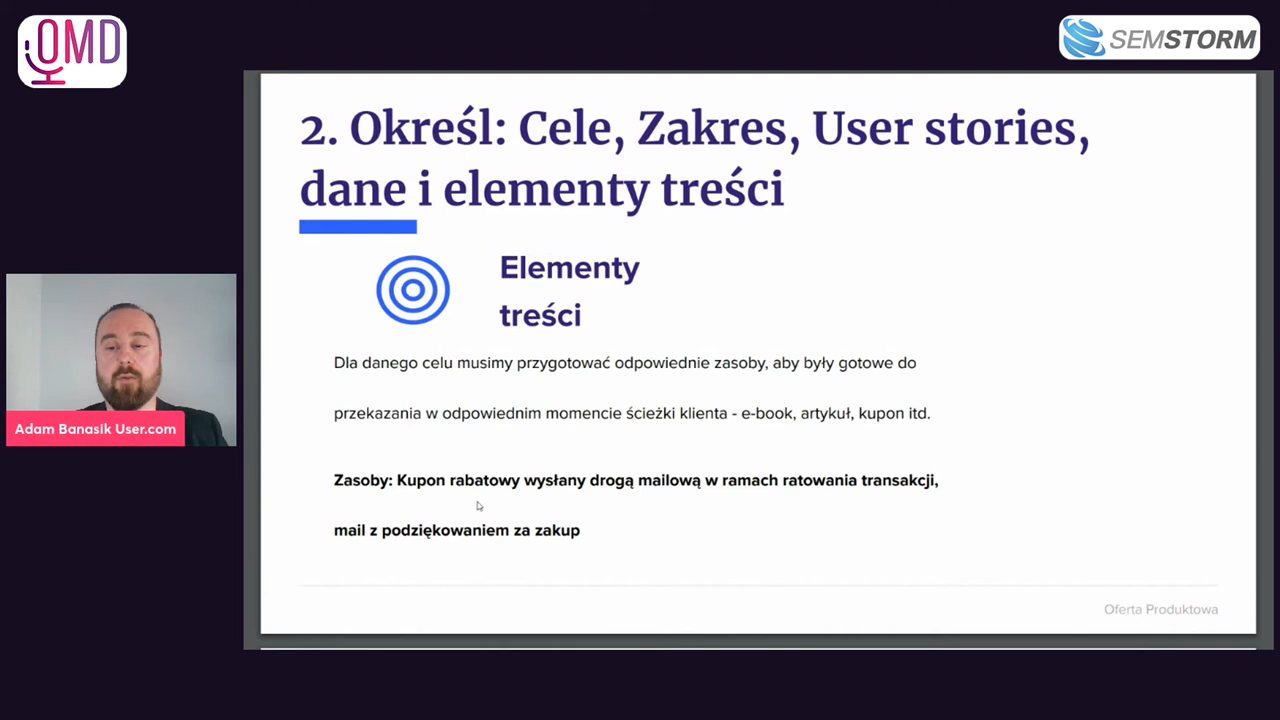 OMD
SEMSTORM
2. Określ: Cele, Zakres, User stories,
dane i elementy treści
Elementy
treści
Dla danego celu musimy przygotować odpowiednie zasoby, aby były gotowe do
przekazania w odpowiednim momencie ścieżki klienta - e-book, artykuł, kupon itd.
Zasoby: Kupon rabatowy wysłany drogą mailową w ramach ratowania transakcji,
mail z podziękowaniem za zakup
Adam Banasik User.com
Oferta Produktowa